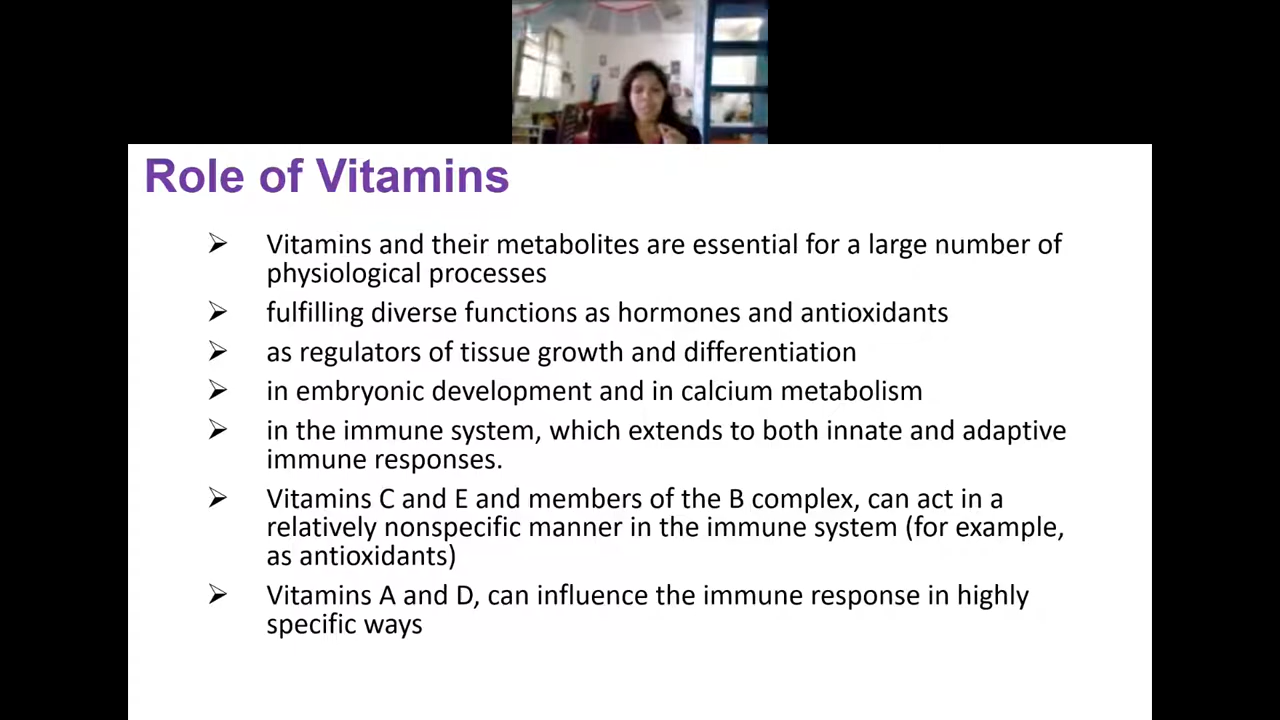 Role of Vitamins
➢ Vitamins and their metabolites are essential for a large number of
physiological processes
➢ fulfilling diverse functions as hormones and antioxidants
➢ as regulators of tissue growth and differentiation
➢ in embryonic development and in calcium metabolism
➢ in the immune system, which extends to both innate and adaptive
immune responses.
➢ Vitamins C and E and members of the B complex, can act in a
relatively nonspecific manner in the immune system (for example,
as antioxidants)
➢ Vitamins A and D, can influence the immune response in highly
specific ways